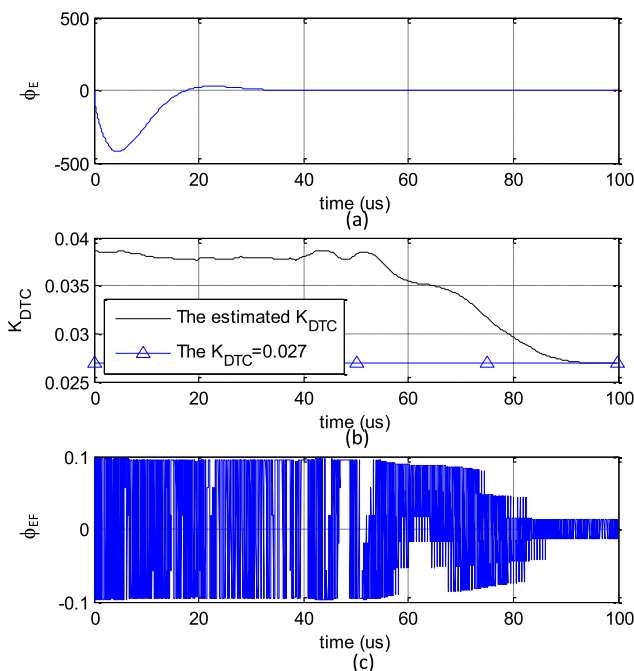 500
0
-500
ϕE
0 20 40 60 80 100
time (us)
(a)
0.04
0.035
0.03
0.025
KDTC
The estimated KDTC
The KDTC=0.027
0 20 40 60 80 100
time (us)
(b)
0.1
0
-0.1
ϕEF
0 20 40 60 80 100
time (us)
(c)